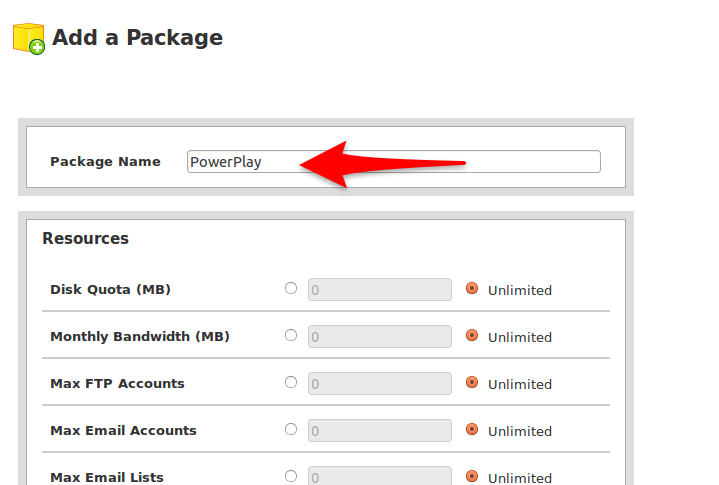 Add a Package
Package Name PowerPlay
Resources
Disk Quota (MB) 0 Unlimited
Monthly Bandwidth (MB) 0 Unlimited
Max FTP Accounts 0 Unlimited
Max Email Accounts 0 Unlimited
Max Email Lists 0 Unlimited